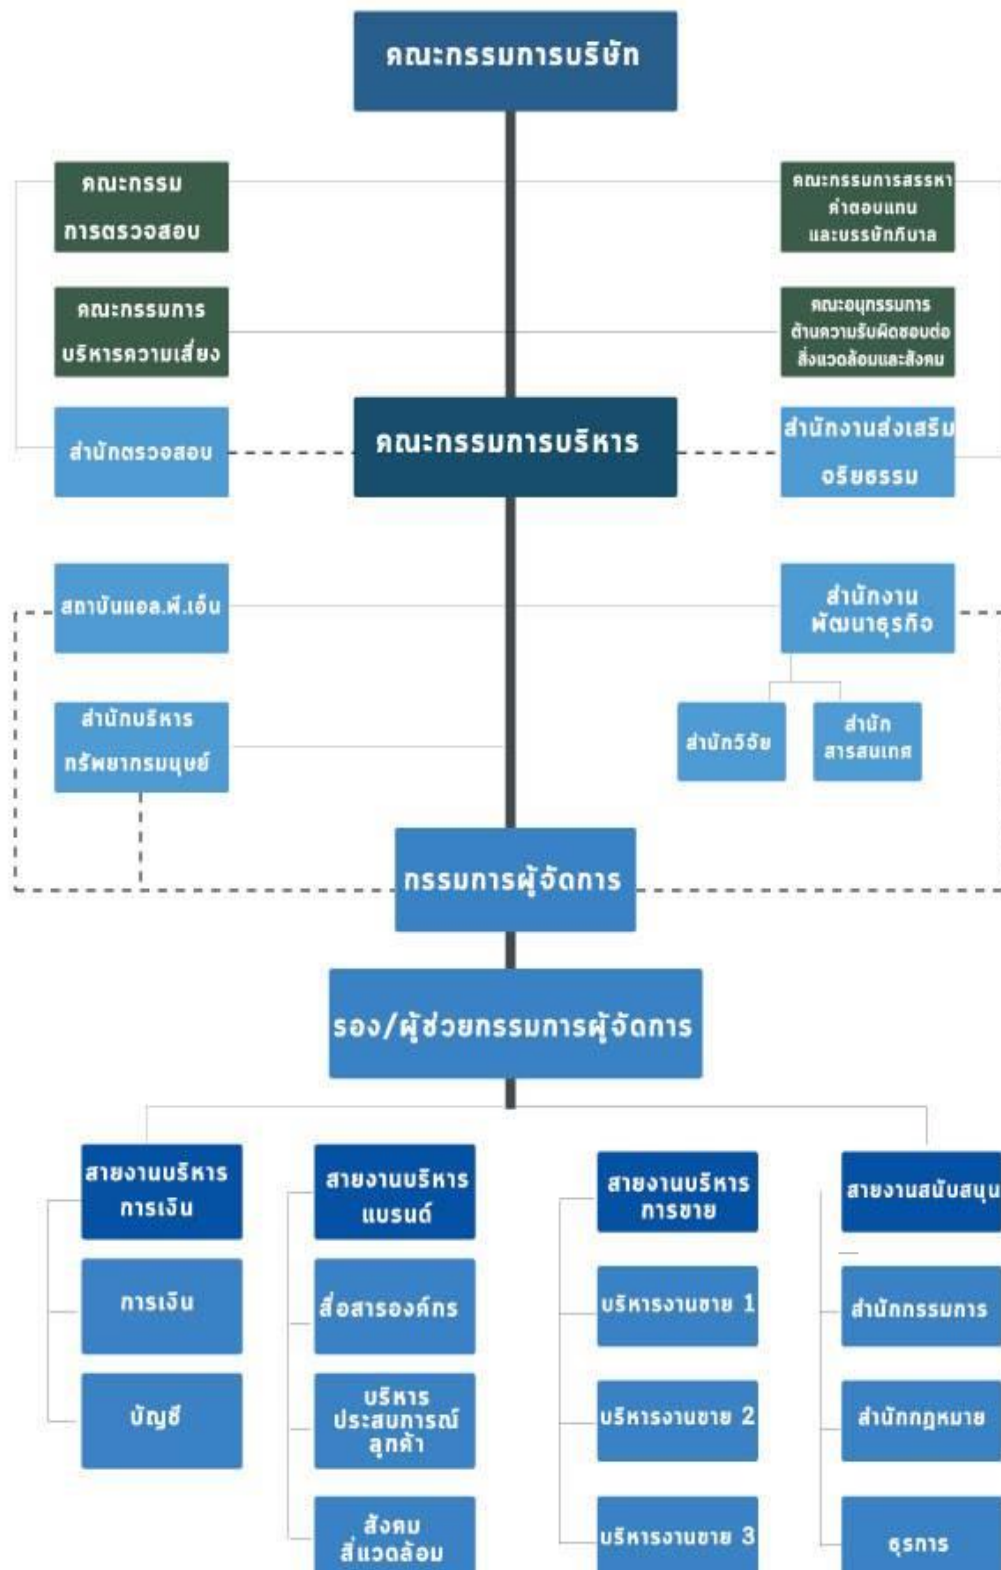 คณะกรรมการบริษัท
คณะกรรม
การตรวจสอบ
คณะกรรมการสรรหา
ค่าตอบแทน
และบรรษัทภิบาล
คณะกรรมการ
บริหารความเสี่ยง
คณะอนุกรรมการ
ด้านความรับผิดชอบต่อ
สิ่งแวดล้อมและสังคม
สำนักตรวจสอบ
คณะกรรมการบริหาร
สำนักงานส่งเสริม
จริยธรรม
สถาบันแอล.พี.เอ็น
สำนักงาน
พัฒนาธุรกิจ
สำนักบริหาร
ทรัพยากรมนุษย์
สำนักวิจัย
สำนัก
สารสนเทศ
กรรมการผู้จัดการ
รอง/ผู้ช่วยกรรมการผู้จัดการ
สายงานบริหาร
การเงิน
การเงิน
บัญชี
สายงานบริหาร
แบรนด์
สื่อสารองค์กร
บริหาร
ประสบการณ์
ลูกค้า
สังคม
สิ่แวดล้อม
สายงานบริหาร
การขาย
บริหารงานขาย 1
บริหารงานขาย 2
บริหารงานขาย 3
สายงานสนับสนุน
สำนักกรรมการ
สำนักกฎหมาย
ธุรการ